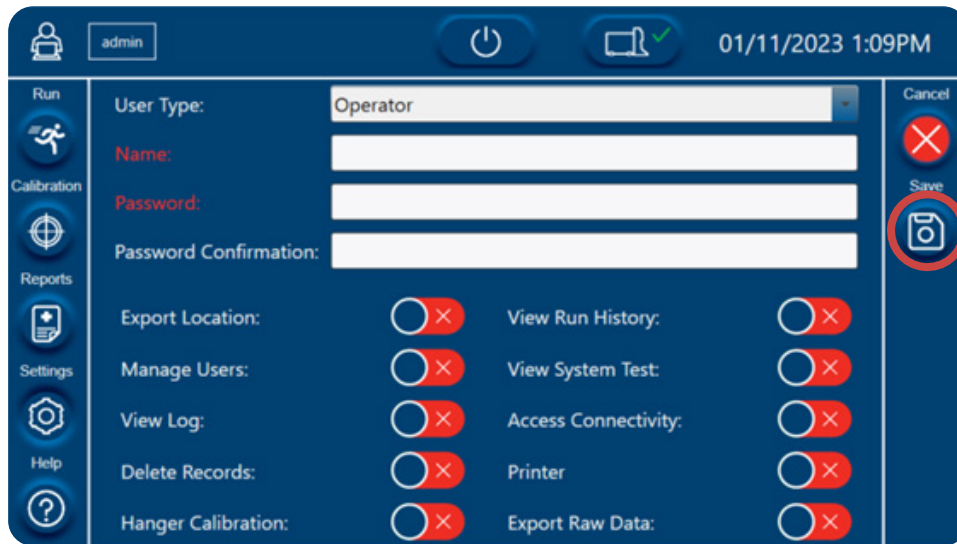 admin
01/11/2023 1:09PM
Run
Calibration
Reports
Settings
Help
User Type:
Operator
Name:
Password:
Password Confirmation:
Export Location:
View Run History:
Manage Users:
View System Test:
View Log:
Access Connectivity:
Delete Records:
Printer
Hanger Calibration:
Export Raw Data:
Cancel
Save